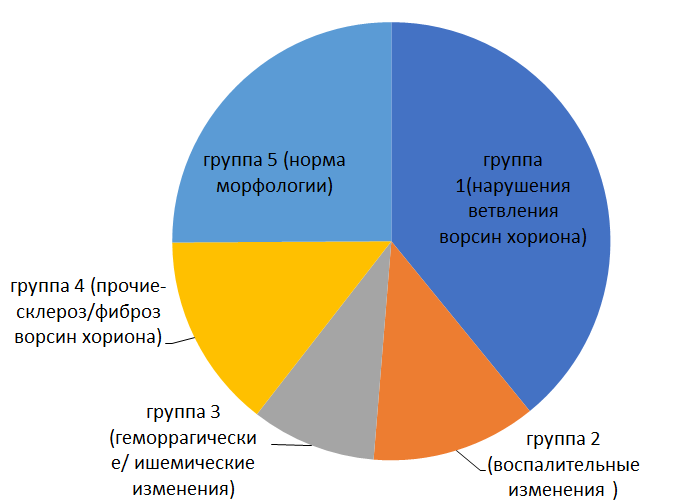 группа 5 (норма
морфологии)
группа
1(нарушения
ветвления
ворсин хориона)
группа 4 (прочие-
склероз/фиброз
ворсин хориона)
группа 3
(геморрагически
е/ ишемические
изменения)
группа 2
(воспалительные
изменения )